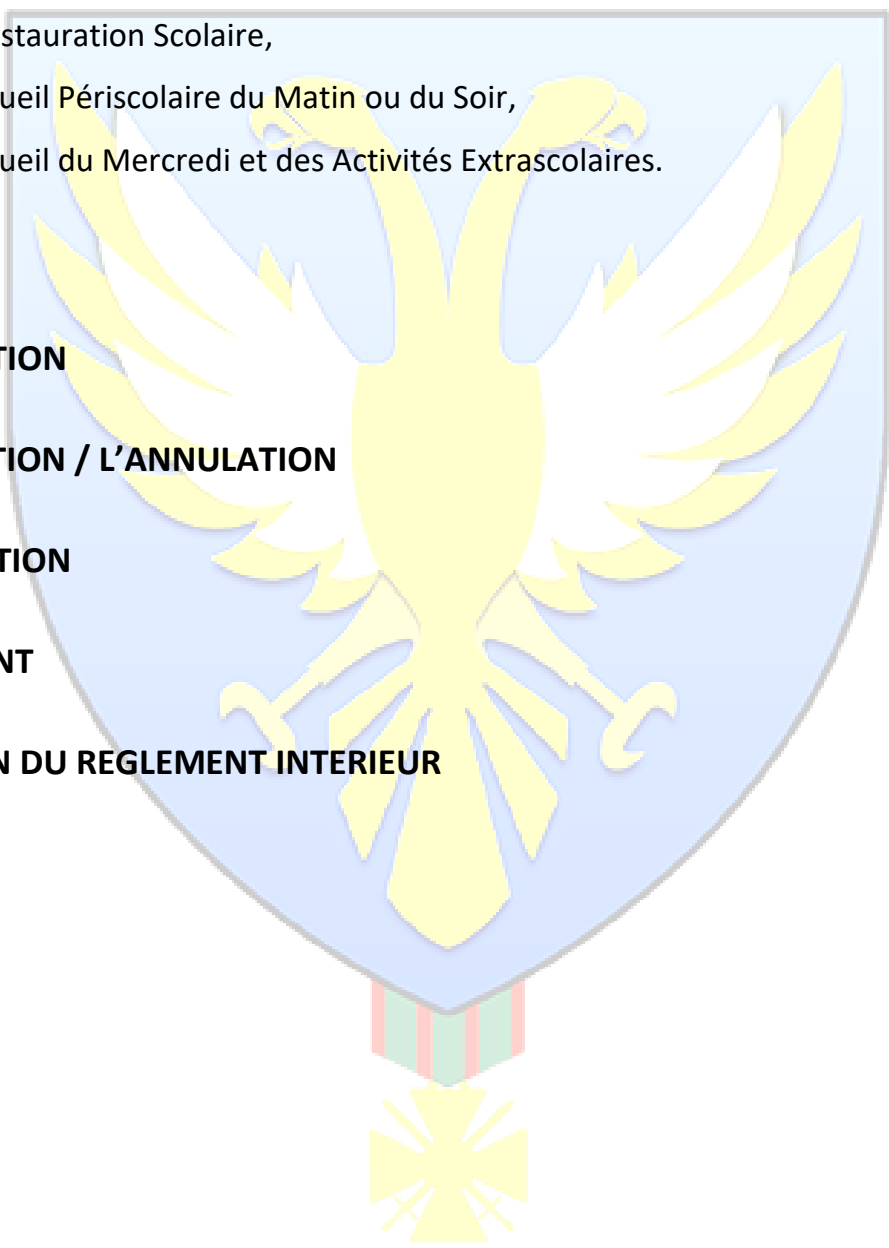 stauration Scolaire,
ueil Périscolaire du Matin ou du Soir,
ueil du Mercredi et des Activités Extrascolaires.
TION
TION / L’ANNULATION
TION
NT
N DU REGLEMENT INTERIEUR